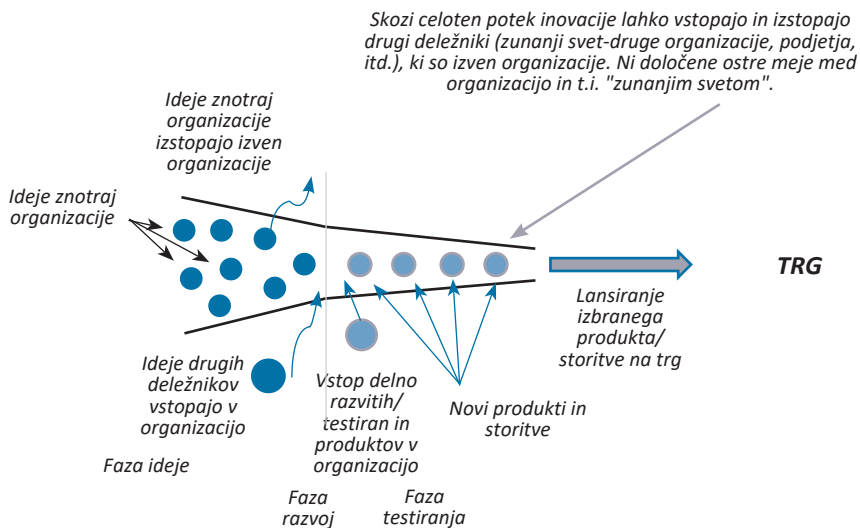 Skozi celoten potek inovacije lahko vstopajo in izstopajo
drugi deležniki (zunanji svet-druge organizacije, podjetja,
itd.), ki so izven organizacije. Ni določene ostre meje med
organizacijo in t.i. "zunanjim svetom".
Ideje znotraj
organizacije
izstopajo izven
organizacije
Ideje znotraj
organizacije
TRG
Lansiranje
izbranega
produkta/
storitve na trg
Ideje drugih
deležnikov
vstopajo v
organizacijo
Vstop delno
razvitih/
testiran in
produktov v
organizacijo
Novi produkti in
storitve
Faza ideje
Faza
razvoj
Faza
testiranja